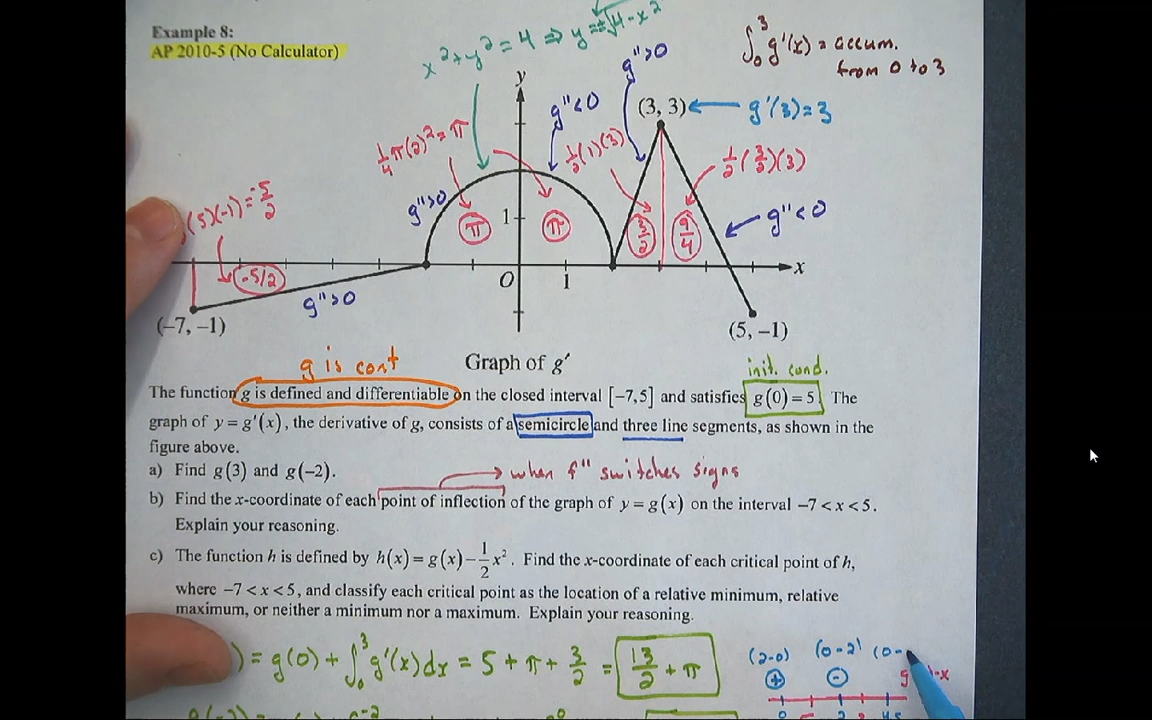 Example 8:
AP 2010-5 (No Calculator)
x²+y²=4 ⇒ y=±√4-x²
∫₀³ g'(x) = accum.
from 0 to 3
y
g''>0
g''<0
(3, 3)
g'(3)=3
¼π(2)²=π
½(1)(3)
½(3/2)(3)
(5)(-1)=-5/2
g''>0
g''<0
π
1
π
3/2
9/4
-5/2
O
1
x
g''>0
(–7, –1)
(5, –1)
g is cont
Graph of g'
init. cond.
The function g is defined and differentiable on the closed interval [–7,5] and satisfies g(0)=5. The
graph of y = g'(x), the derivative of g, consists of a semicircle and three line segments, as shown in the
figure above.
a) Find g(3) and g(–2).
when f'' switches signs
b) Find the x-coordinate of each point of inflection of the graph of y = g(x) on the interval –7 < x < 5.
Explain your reasoning.
c) The function h is defined by h(x) = g(x) – 1/2 x². Find the x-coordinate of each critical point of h,
where –7 < x < 5, and classify each critical point as the location of a relative minimum, relative
maximum, or neither a minimum nor a maximum. Explain your reasoning.
) = g(0) + ∫₀³ g'(x)dx = 5 + π + 3/2 = 13/2 + π
(2-0) (0-2) (0-
+ -